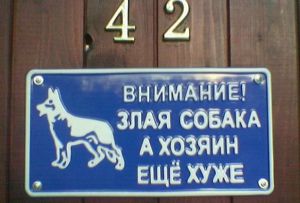 42
ВНИМАНИЕ!
ЗЛАЯ СОБАКА
А ХОЗЯИН
ЕЩЁ ХУЖЕ